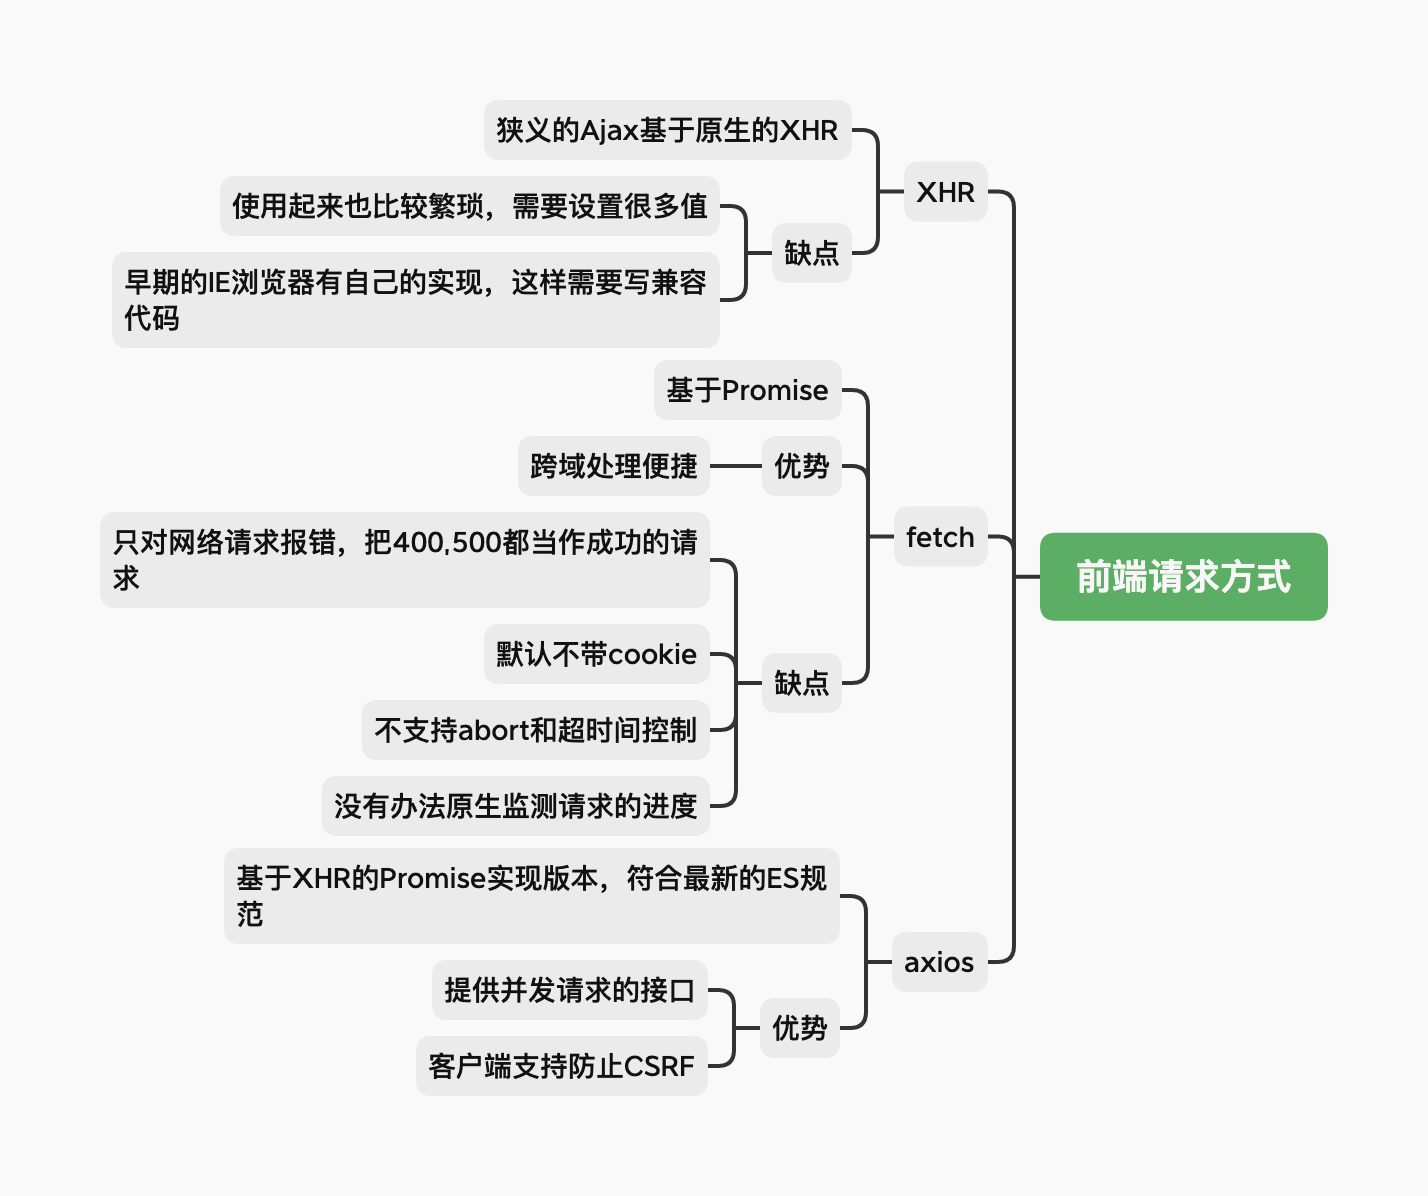 狭义的Ajax基于原生的XHR
XHR
使用起来也比较繁琐，需要设置很多值
缺点
早期的IE浏览器有自己的实现，这样需要写兼容
代码
基于Promise
跨域处理便捷
优势
只对网络请求报错，把400,500都当作成功的请
求
fetch
前端请求方式
默认不带cookie
缺点
不支持abort和超时间控制
没有办法原生监测请求的进度
基于XHR的Promise实现版本，符合最新的ES规
范
axios
提供并发请求的接口
优势
客户端支持防止CSRF